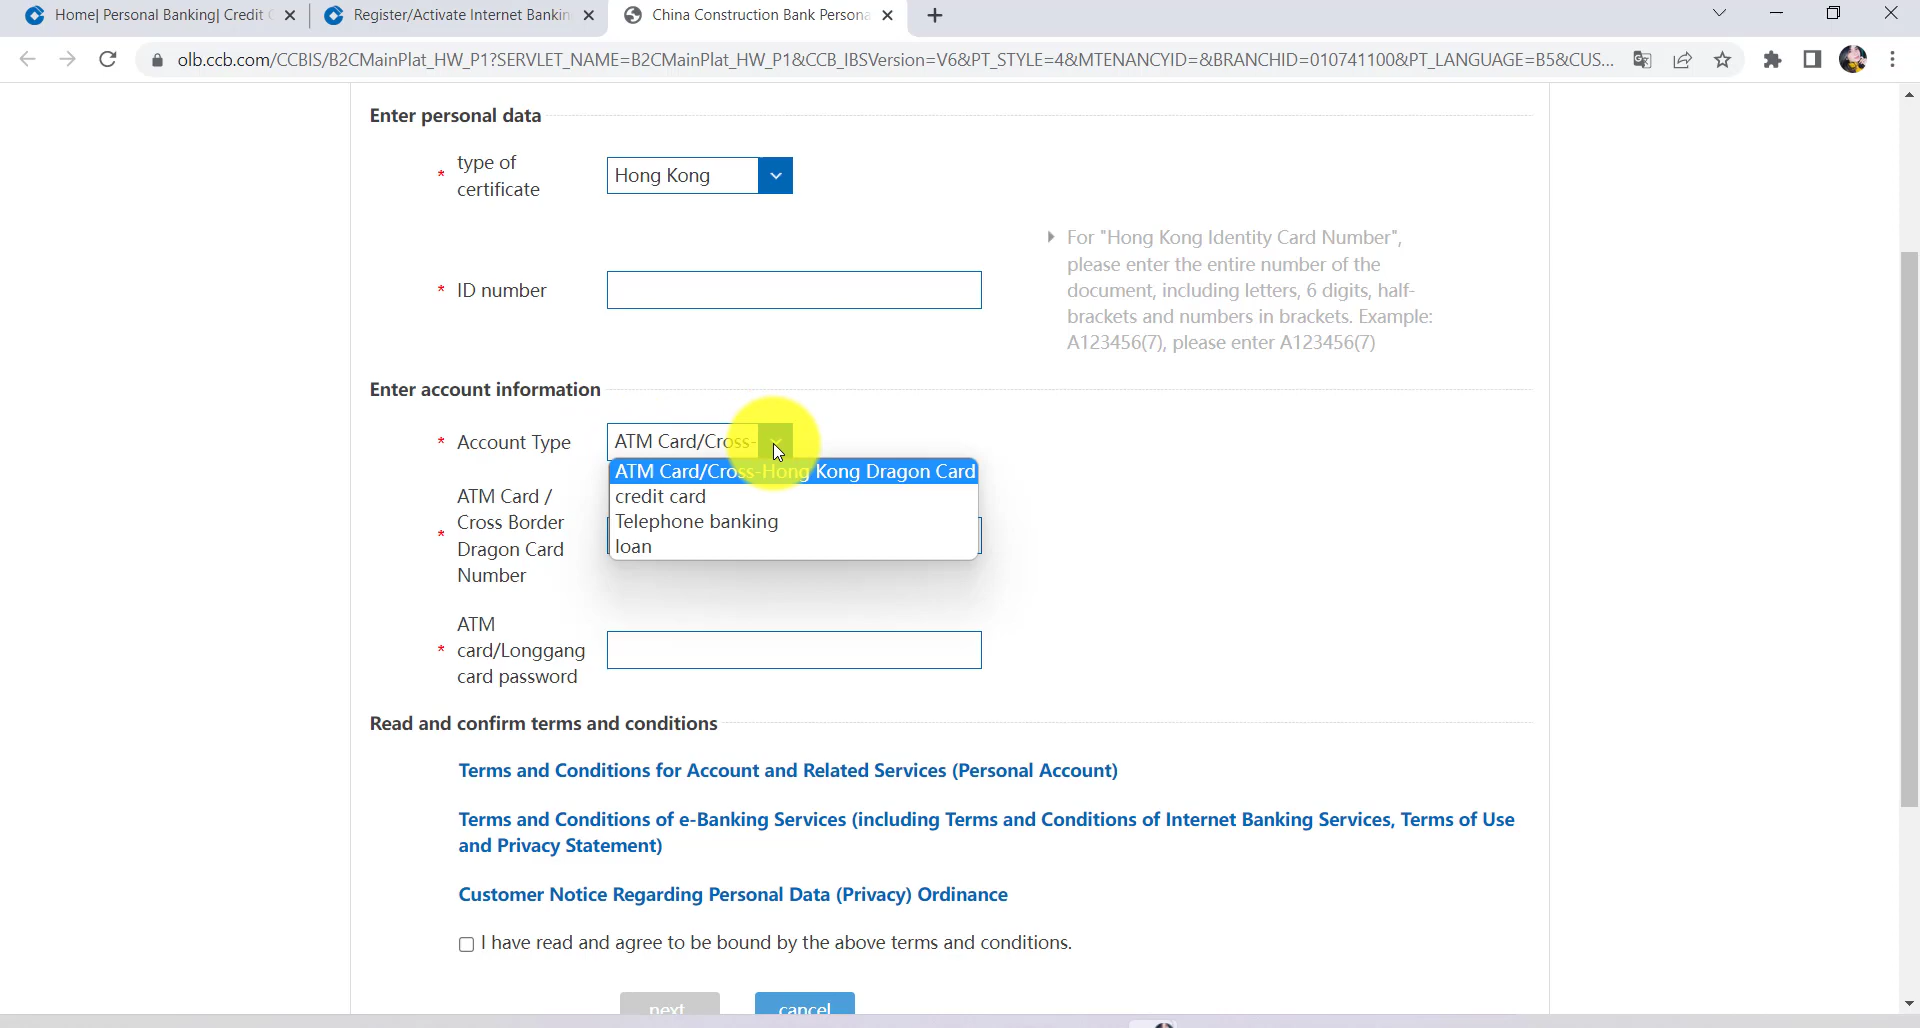 Home| Personal Banking| Credit
Register/Activate Internet Bankin
China Construction Bank Persona
olb.ccb.com/CCBIS/B2CMainPlat_HW_P1?SERVLET_NAME=B2CMainPlat_HW_P1&CCB_IBSVersion=V6&PT_STYLE=4&MTENANCYID=&BRANCHID=010741100&PT_LANGUAGE=B5&CUS...
Enter personal data
* type of
certificate
Hong Kong
* ID number
For "Hong Kong Identity Card Number",
please enter the entire number of the
document, including letters, 6 digits, half-
brackets and numbers in brackets. Example:
A123456(7), please enter A123456(7)
Enter account information
* Account Type
ATM Card/Cross-
ATM Card/Cross-Hong Kong Dragon Card
credit card
Telephone banking
loan
* ATM Card /
Cross Border
Dragon Card
Number
* ATM
card/Longgang
card password
Read and confirm terms and conditions
Terms and Conditions for Account and Related Services (Personal Account)
Terms and Conditions of e-Banking Services (including Terms and Conditions of Internet Banking Services, Terms of Use
and Privacy Statement)
Customer Notice Regarding Personal Data (Privacy) Ordinance
I have read and agree to be bound by the above terms and conditions.
next
cancel